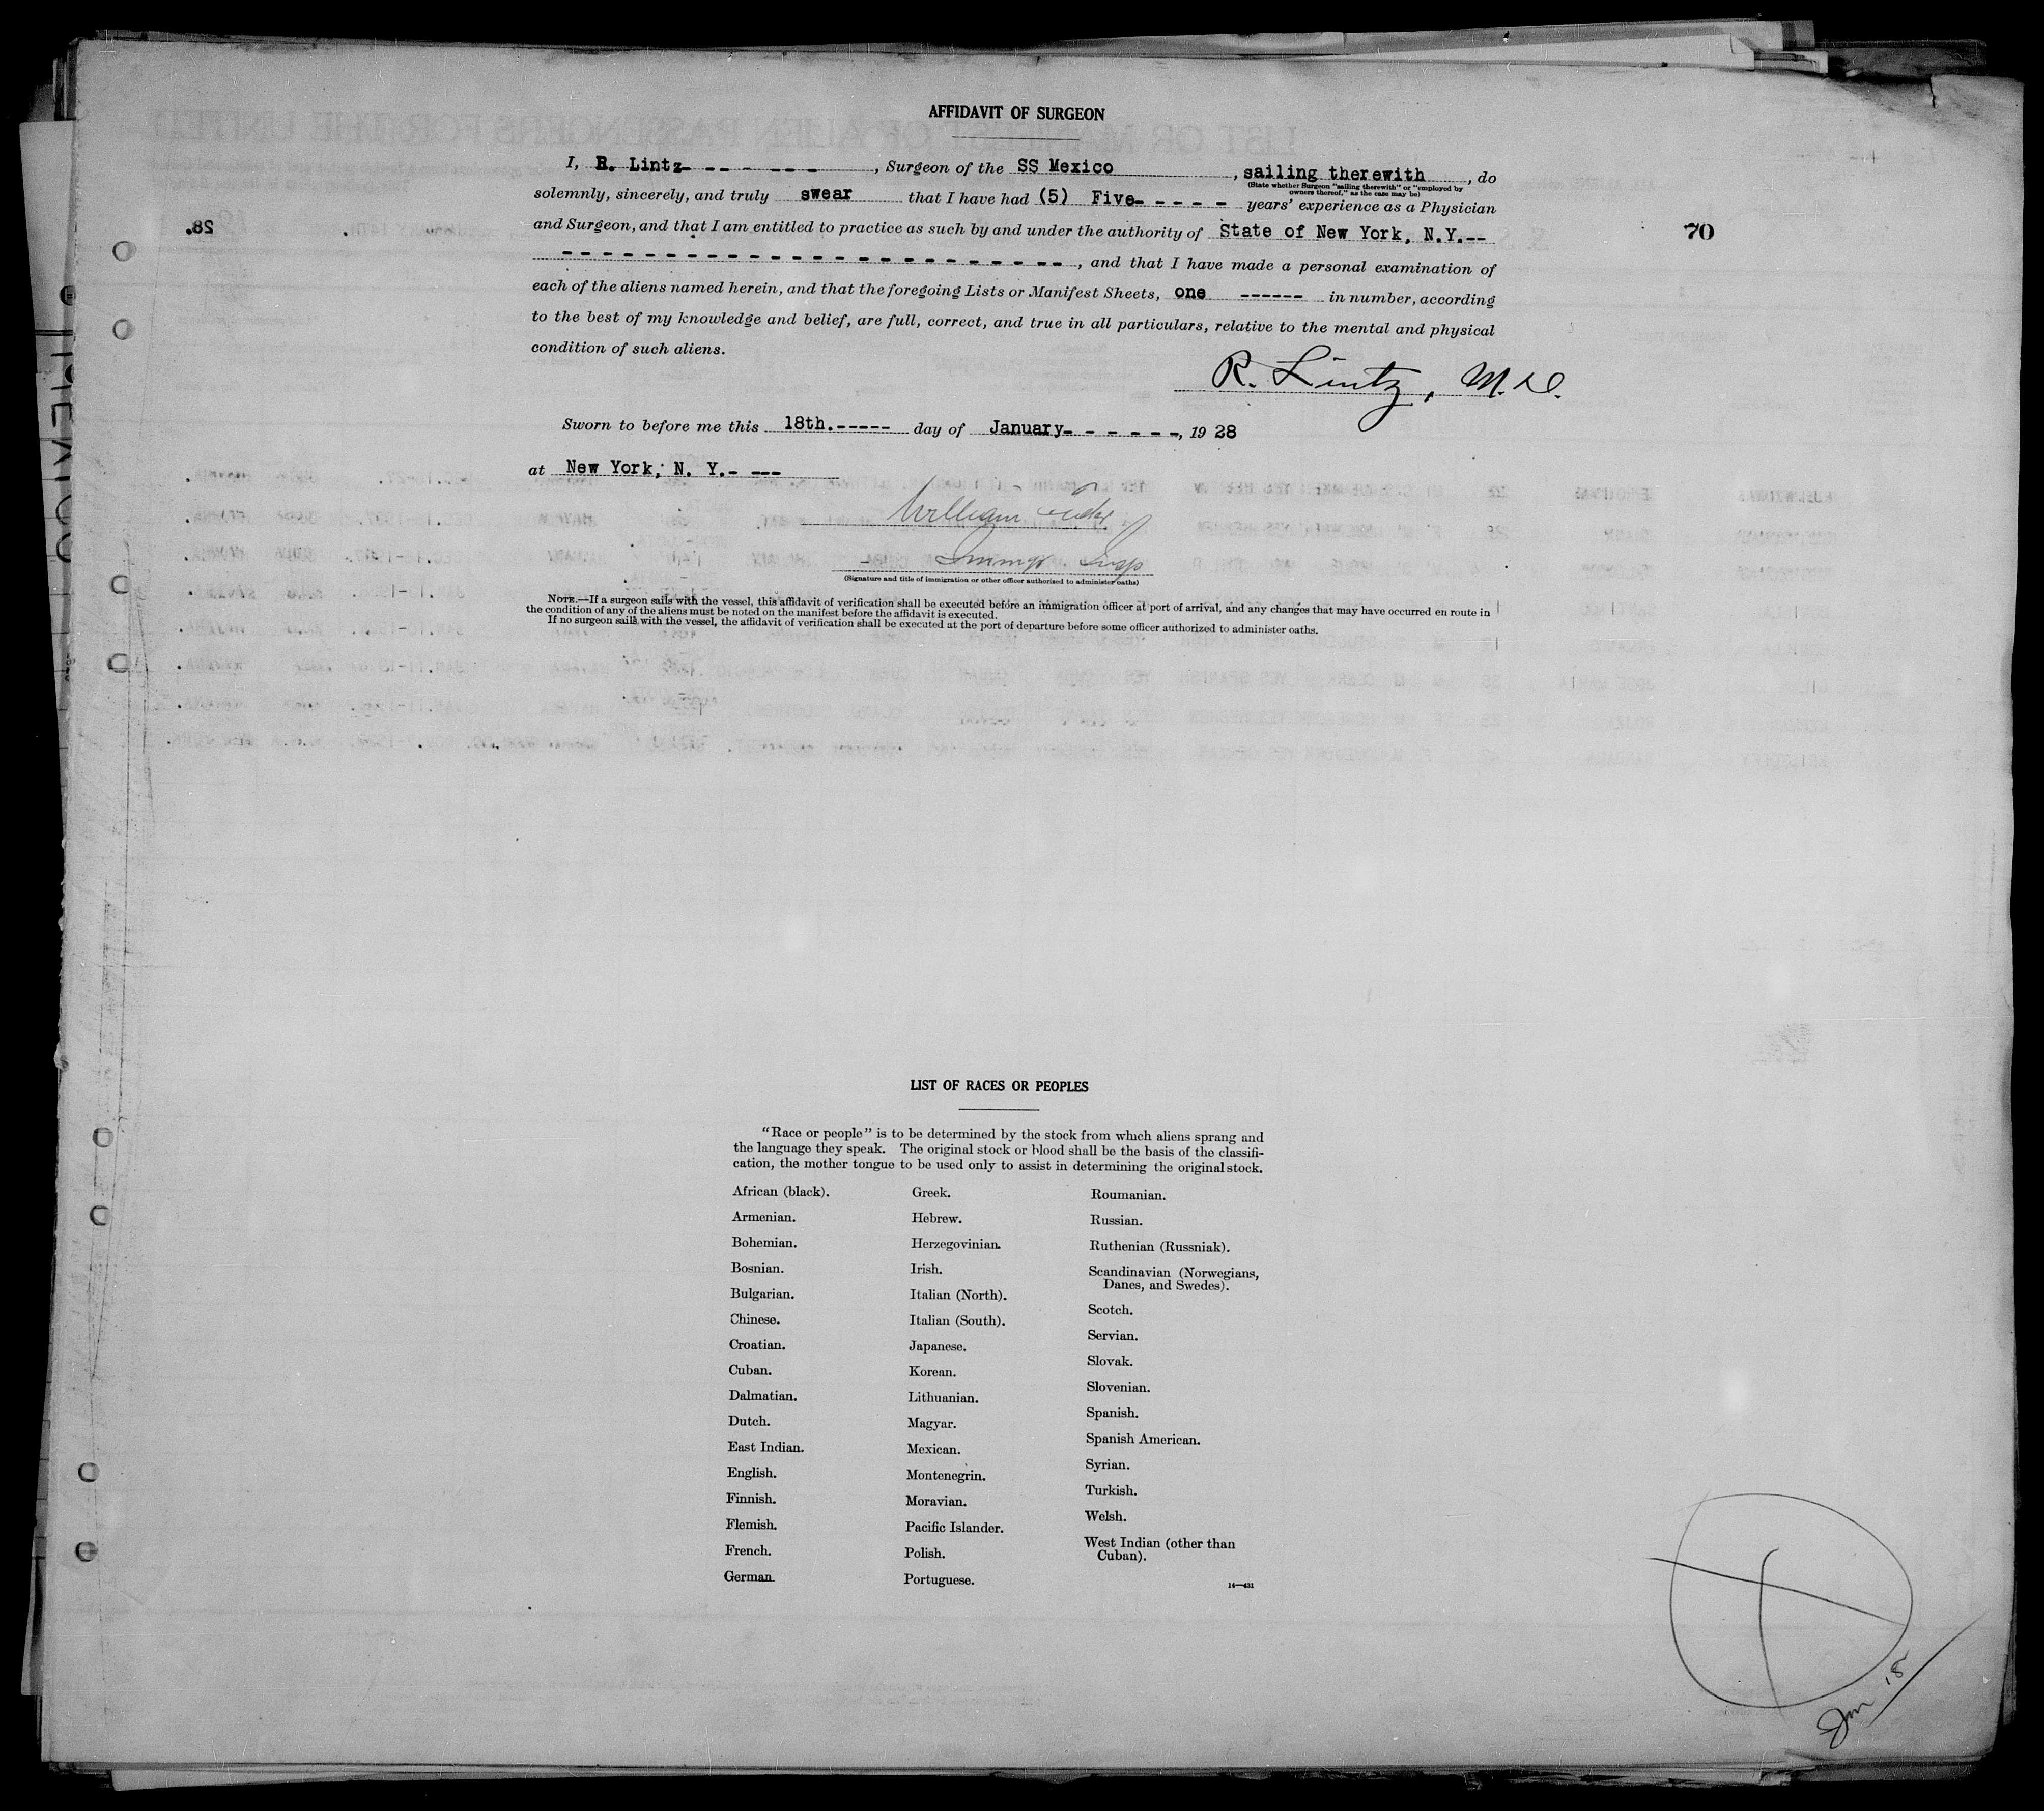 AFFIDAVIT OF SURGEON
I, R. Lintz- - - - - - - -, Surgeon of the SS Mexico, sailing therewith, do
(State whether Surgeon "sailing therewith" or "employed by
owners thereof," as the case may be)
solemnly, sincerely, and truly swear that I have had (5) Five- - - - - years' experience as a Physician
and Surgeon, and that I am entitled to practice as such by and under the authority of State of New York, N.Y.--
- - - - - - - - - - - - - - - - - - - - - -, and that I have made a personal examination of
70
each of the aliens named herein, and that the foregoing Lists or Manifest Sheets, one ------ in number, according
to the best of my knowledge and belief, are full, correct, and true in all particulars, relative to the mental and physical
condition of such aliens.
R. Lintz, M.D.
Sworn to before me this 18th.----- day of January- - - - - - -, 19 28
at New York, N. Y.- ---
William
Immigr Insp
(Signature and title of immigration or other officer authorized to administer oaths)
NOTE.—If a surgeon sails with the vessel, this affidavit of verification shall be executed before an immigration officer at port of arrival, and any changes that may have occurred en route in
the condition of any of the aliens must be noted on the manifest before the affidavit is executed.
If no surgeon sails with the vessel, the affidavit of verification shall be executed at the port of departure before some officer authorized to administer oaths.
LIST OF RACES OR PEOPLES
"Race or people" is to be determined by the stock from which aliens sprang and
the language they speak. The original stock or blood shall be the basis of the classifi-
cation, the mother tongue to be used only to assist in determining the original stock.
African (black).
Armenian.
Bohemian.
Bosnian.
Bulgarian.
Chinese.
Croatian.
Cuban.
Dalmatian.
Dutch.
East Indian.
English.
Finnish.
Flemish.
French.
German.
Greek.
Hebrew.
Herzegovinian.
Irish.
Italian (North).
Italian (South).
Japanese.
Korean.
Lithuanian.
Magyar.
Mexican.
Montenegrin.
Moravian.
Pacific Islander.
Polish.
Portuguese.
Roumanian.
Russian.
Ruthenian (Russniak).
Scandinavian (Norwegians,
Danes, and Swedes).
Scotch.
Servian.
Slovak.
Slovenian.
Spanish.
Spanish American.
Syrian.
Turkish.
Welsh.
West Indian (other than
Cuban).
14—431
Jan 18